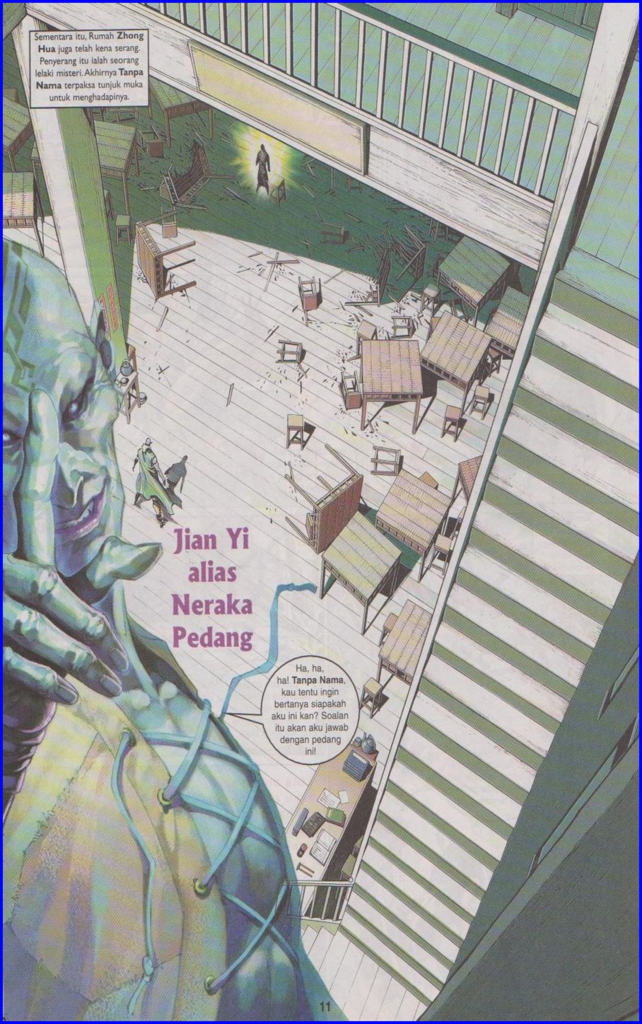 Sementara itu, Rumah Zhong
Hua juga telah kena serang.
Penyerang itu ialah seorang
lelaki misteri. Akhirnya Tanpa
Nama terpaksa tunjuk muka
untuk menghadapinya.
Jian Yi
alias
Neraka
Pedang
Ha, ha,
ha! Tanpa Nama,
kau tentu ingin
bertanya siapakah
aku ini kan? Soalan
itu akan aku jawab
dengan pedang
ini!
11